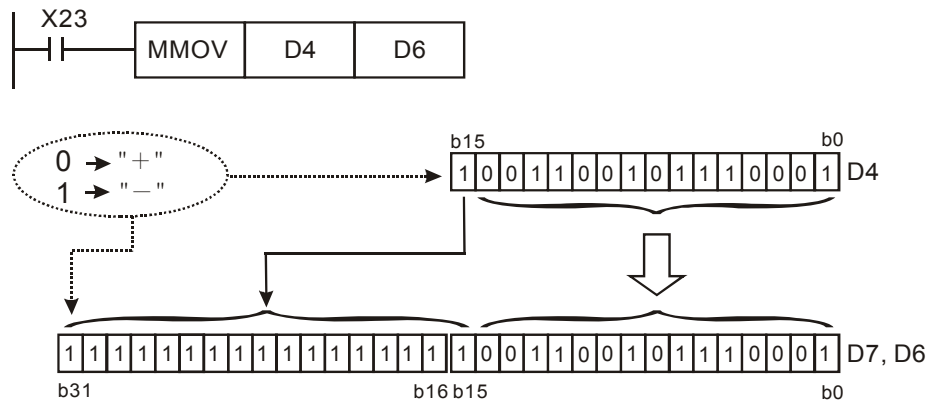 X23
MMOV D4 D6
0 → "+"
1 → "−"
b15 b0
1 0 0 1 1 0 0 1 0 1 1 1 0 0 0 1 D4
1 1 1 1 1 1 1 1 1 1 1 1 1 1 1 1 1 0 0 1 1 0 0 1 0 1 1 1 0 0 0 1 D7, D6
b31 b16 b15 b0